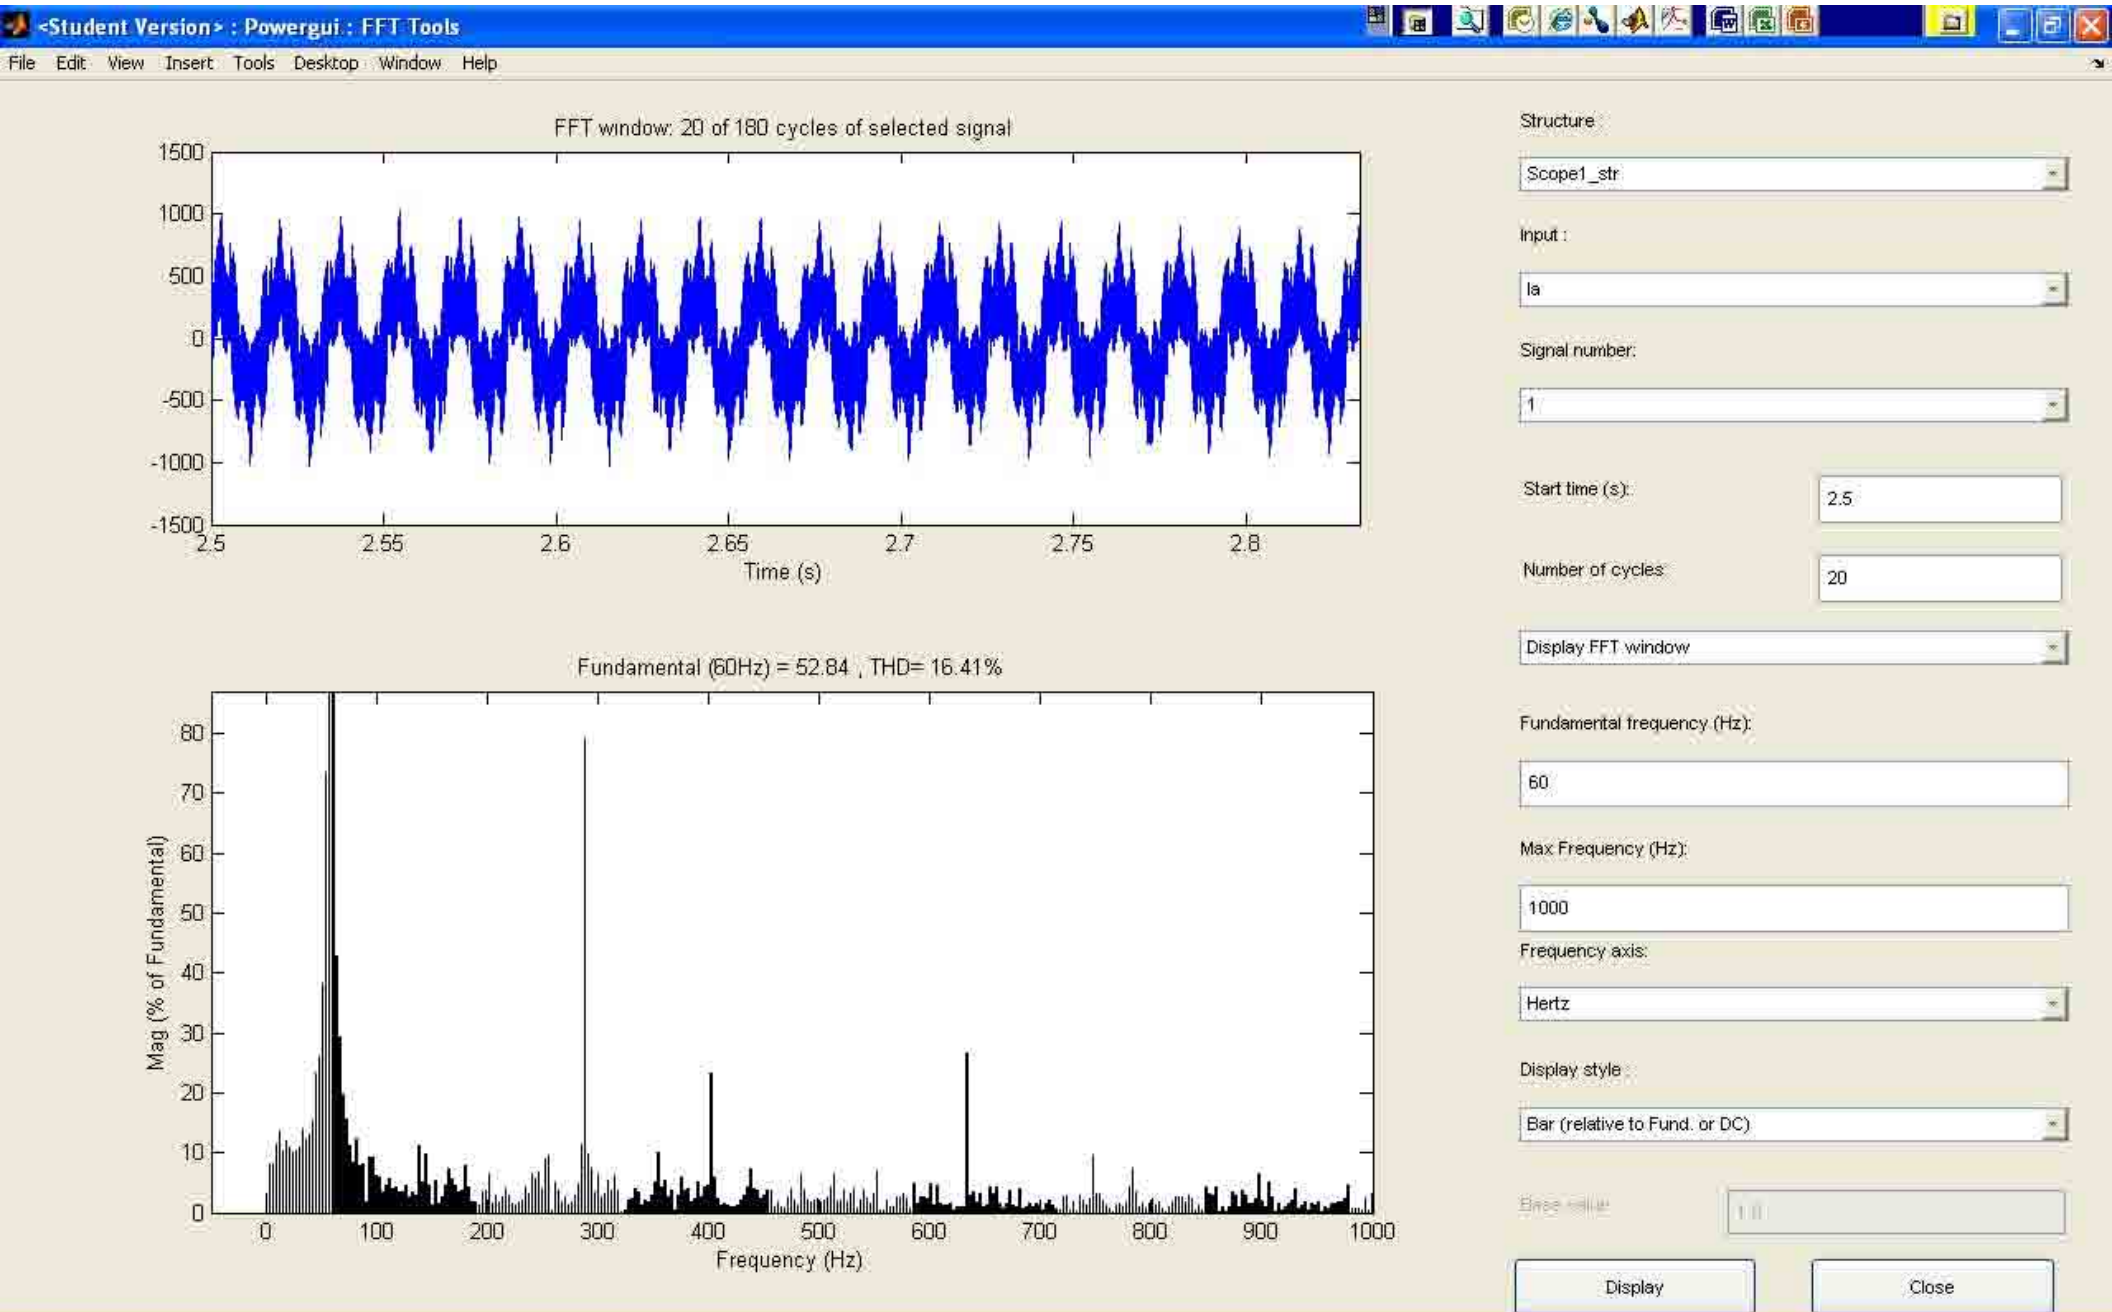 <Student Version> : Powergui : FFT Tools
File Edit View Insert Tools Desktop Window Help
FFT window: 20 of 180 cycles of selected signal
1500
1000
500
0
-500
-1000
-1500
2.5 2.55 2.6 2.65 2.7 2.75 2.8
Time (s)
Fundamental (60Hz) = 52.84 , THD= 16.41%
Mag (% of Fundamental)
80
70
60
50
40
30
20
10
0
0 100 200 300 400 500 600 700 800 900 1000
Frequency (Hz)
Structure :
Scope1_str
Input :
Ia
Signal number:
1
Start time (s):
2.5
Number of cycles:
20
Display FFT window
Fundamental frequency (Hz):
60
Max Frequency (Hz):
1000
Frequency axis:
Hertz
Display style :
Bar (relative to Fund. or DC)
Base value:
1.0
Display
Close